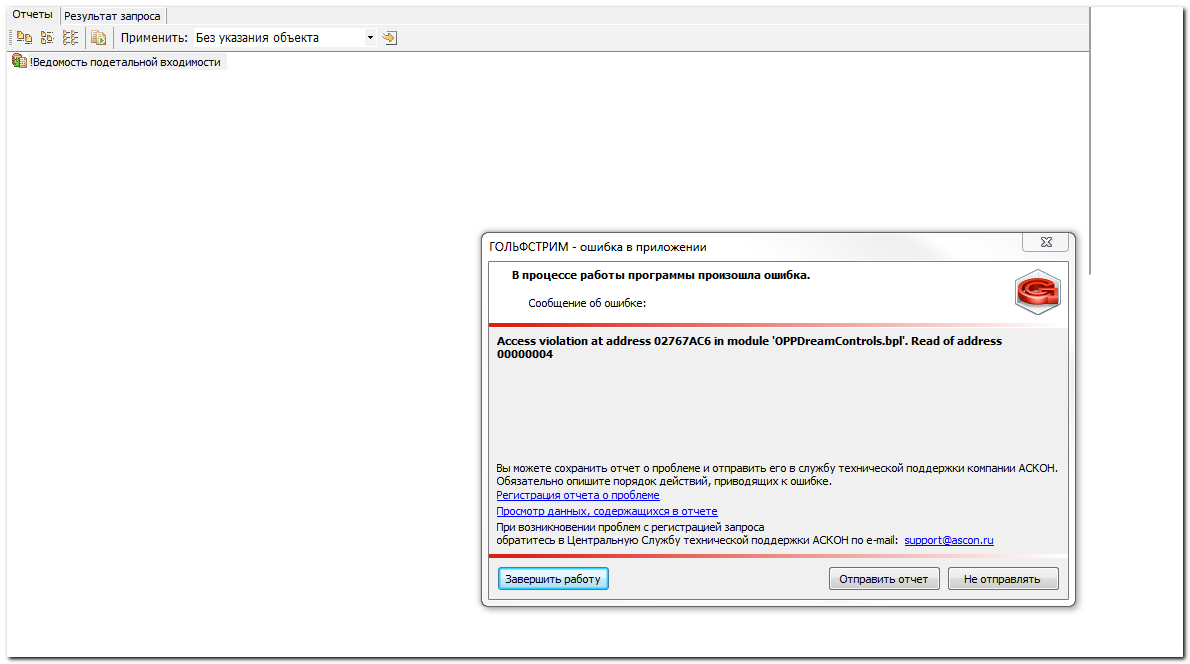 Отчеты
Результат запроса
Применить: Без указания объекта
!Ведомость подетальной входимости
ГОЛЬФСТРИМ - ошибка в приложении
В процессе работы программы произошла ошибка.
Сообщение об ошибке:
Access violation at address 02767AC6 in module 'OPPDreamControls.bpl'. Read of address
00000004
Вы можете сохранить отчет о проблеме и отправить его в службу технической поддержки компании АСКОН.
Обязательно опишите порядок действий, приводящих к ошибке.
Регистрация отчета о проблеме
Просмотр данных, содержащихся в отчете
При возникновении проблем с регистрацией запроса
обратитесь в Центральную Службу технической поддержки АСКОН по e-mail: support@ascon.ru
Завершить работу
Отправить отчет
Не отправлять